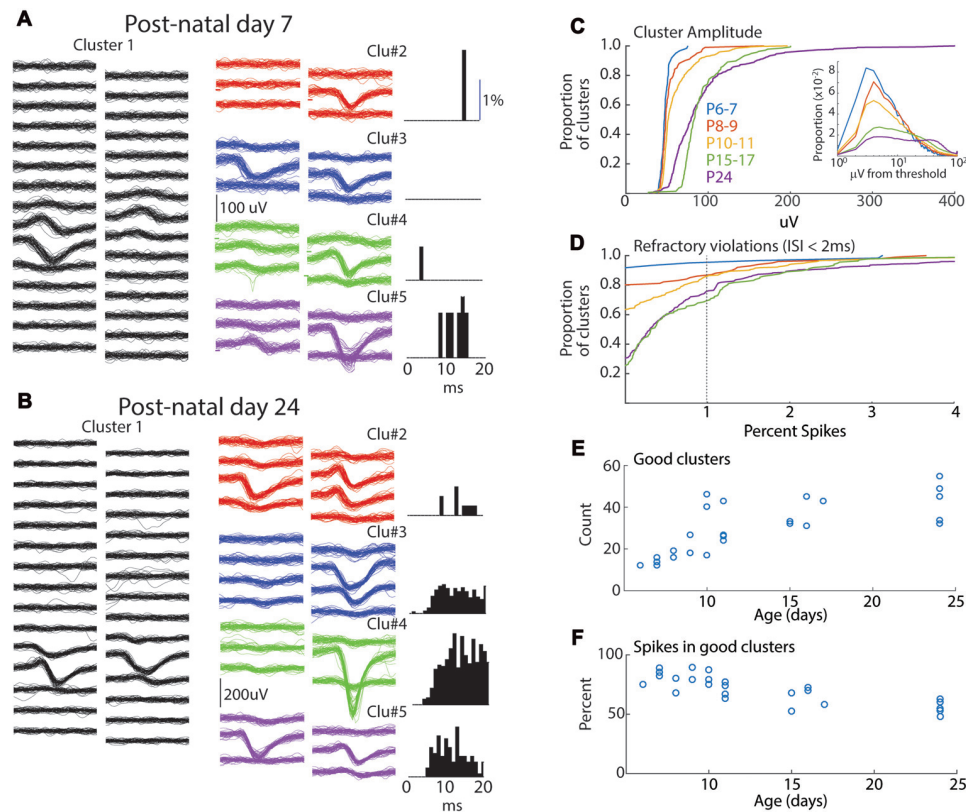 A
Post-natal day 7
Cluster 1
Clu#2
1%
Clu#3
100 uV
Clu#4
Clu#5
0 20
ms
B
Post-natal day 24
Cluster 1
Clu#2
Clu#3
Clu#4
200uV
Clu#5
0 20
ms
C
Cluster Amplitude
Proportion of clusters
1.0
0.8
0.6
0.4
0.2
P6-7
P8-9
P10-11
P15-17
P24
0 100 200 300 400
uV
Proportion (x10⁻²)
8
6
4
2
10⁰ 10¹ 10²
μV from threshold
D
Refractory violations (ISI < 2ms)
Proportion of clusters
1.0
0.8
0.6
0.4
0.2
1 2 3 4
Percent Spikes
E
Good clusters
Count
60
40
20
0
10 15 20 25
Age (days)
F
Spikes in good clusters
Percent
100
50
0
10 15 20 25
Age (days)